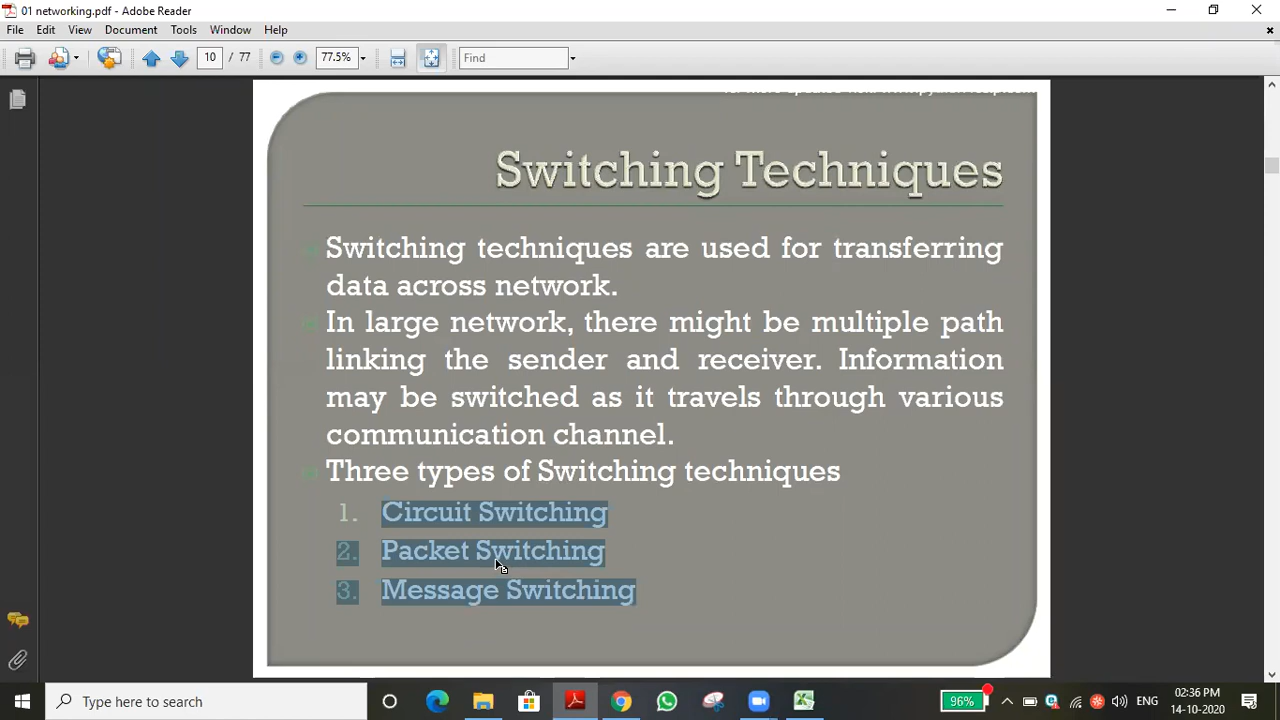 01 networking.pdf - Adobe Reader
File Edit View Document Tools Window Help
10 / 77 77.5% Find
Switching Techniques
Switching techniques are used for transferring
data across network.
In large network, there might be multiple path
linking the sender and receiver. Information
may be switched as it travels through various
communication channel.
Three types of Switching techniques
1. Circuit Switching
2. Packet Switching
3. Message Switching
Type here to search
96%
ENG
02:36 PM
14-10-2020